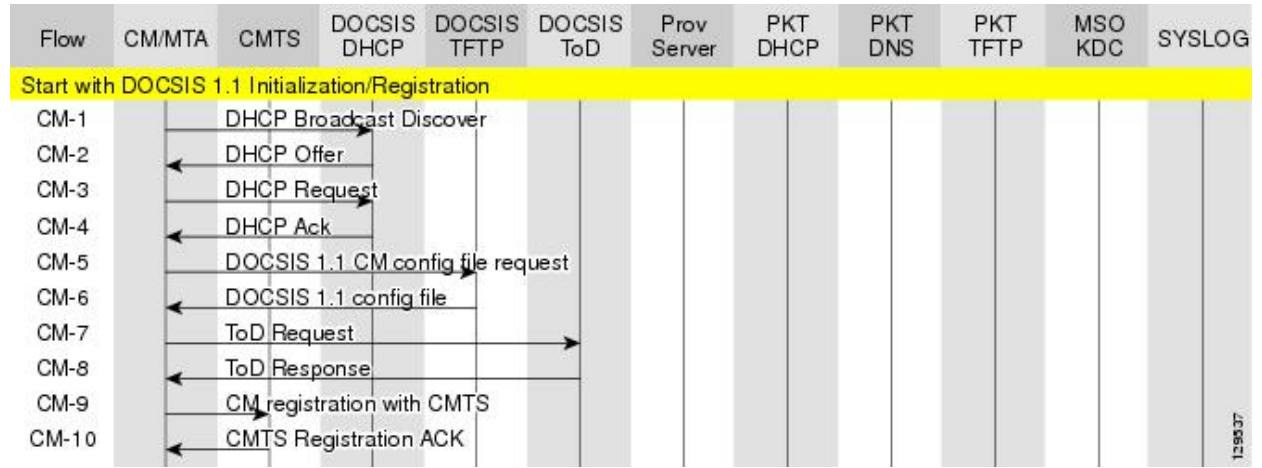 Flow CM/MTA CMTS DOCSIS DHCP DOCSIS TFTP DOCSIS ToD Prov Server PKT DHCP PKT DNS PKT TFTP MSO KDC SYSLOG
Start with DOCSIS 1.1 Initialization/Registration
CM-1 DHCP Broadcast Discover
CM-2 DHCP Offer
CM-3 DHCP Request
CM-4 DHCP Ack
CM-5 DOCSIS 1.1 CM config file request
CM-6 DOCSIS 1.1 config file
CM-7 ToD Request
CM-8 ToD Response
CM-9 CM registration with CMTS
CM-10 CMTS Registration ACK
129537